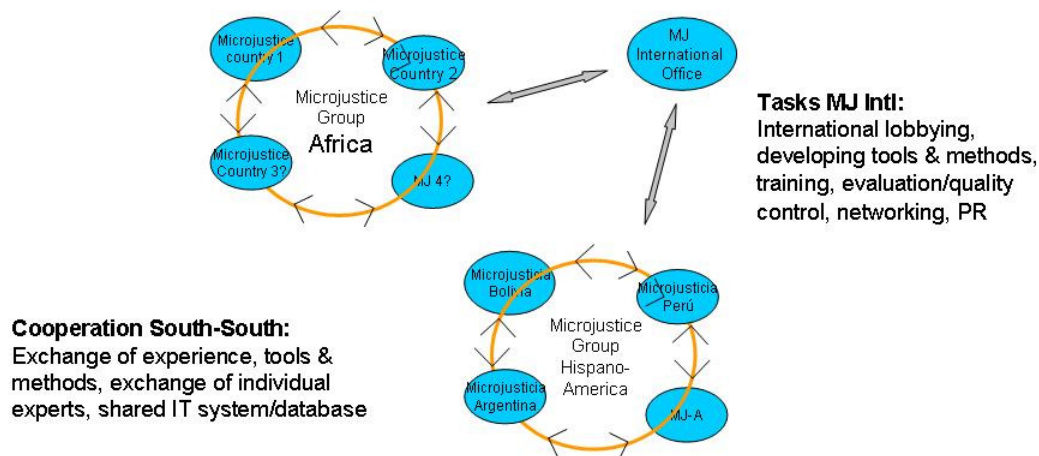 Microjustice
country 1
Microjustice
Country 2
Microjustice
Group
Africa
Microjustice
Country 3?
MJ 4?
MJ
International
Office
Tasks MJ Intl:
International lobbying,
developing tools & methods,
training, evaluation/quality
control, networking, PR
Microjusticia
Bolivia
Microjusticia
Perú
Microjustice
Group
Hispano-
America
Microjusticia
Argentina
MJ-A
Cooperation South-South:
Exchange of experience, tools &
methods, exchange of individual
experts, shared IT system/database